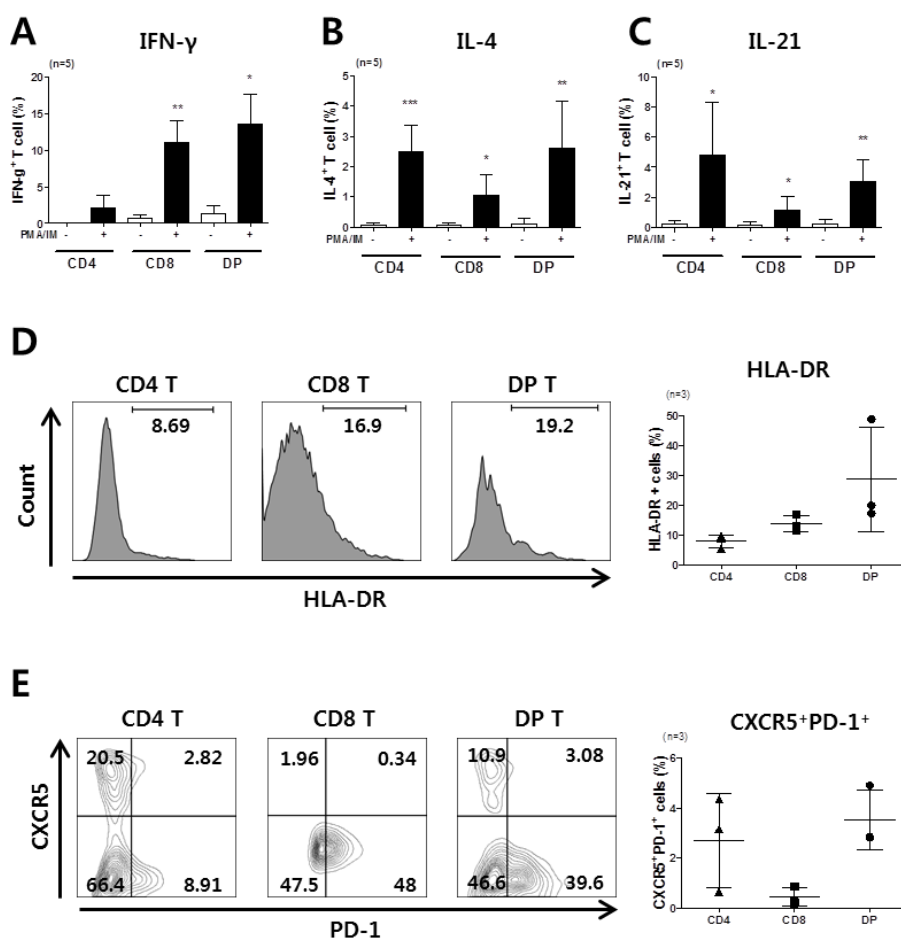 A
IFN-γ
(n=5)
IFN-g+ T cell (%)
20
15
10
5
0
**
*
PMA/IM - + - + - +
CD4 CD8 DP
B
IL-4
(n=5)
IL-4+ T cell (%)
5
4
3
2
1
0
***
*
**
- + - + - +
CD4 CD8 DP
C
IL-21
(n=5)
IL-21+ T cell (%)
10
8
6
4
2
0
*
*
**
PMA/IM - + - + - +
CD4 CD8 DP
D
CD4 T CD8 T DP T
8.69 16.9 19.2
Count
HLA-DR
HLA-DR
(n=3)
HLA-DR + cells (%)
50
40
30
20
10
0
CD4 CD8 DP
E
CD4 T CD8 T DP T
20.5 2.82 1.96 0.34 10.9 3.08
66.4 8.91 47.5 48 46.6 39.6
CXCR5
PD-1
CXCR5+PD-1+
(n=3)
CXCR5+PD-1+ cells (%)
6
4
2
0
CD4 CD8 DP